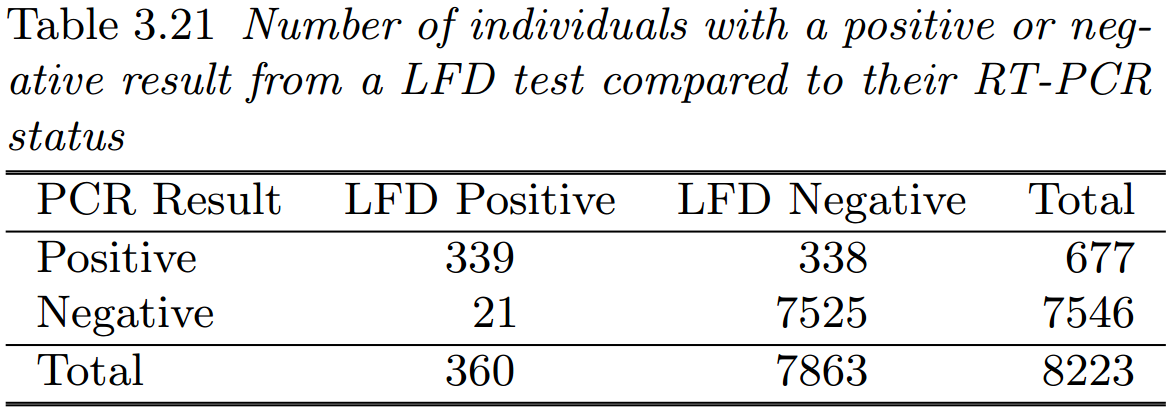 Table 3.21 Number of individuals with a positive or neg-
ative result from a LFD test compared to their RT-PCR
status
PCR Result LFD Positive LFD Negative Total
Positive 339 338 677
Negative 21 7525 7546
Total 360 7863 8223